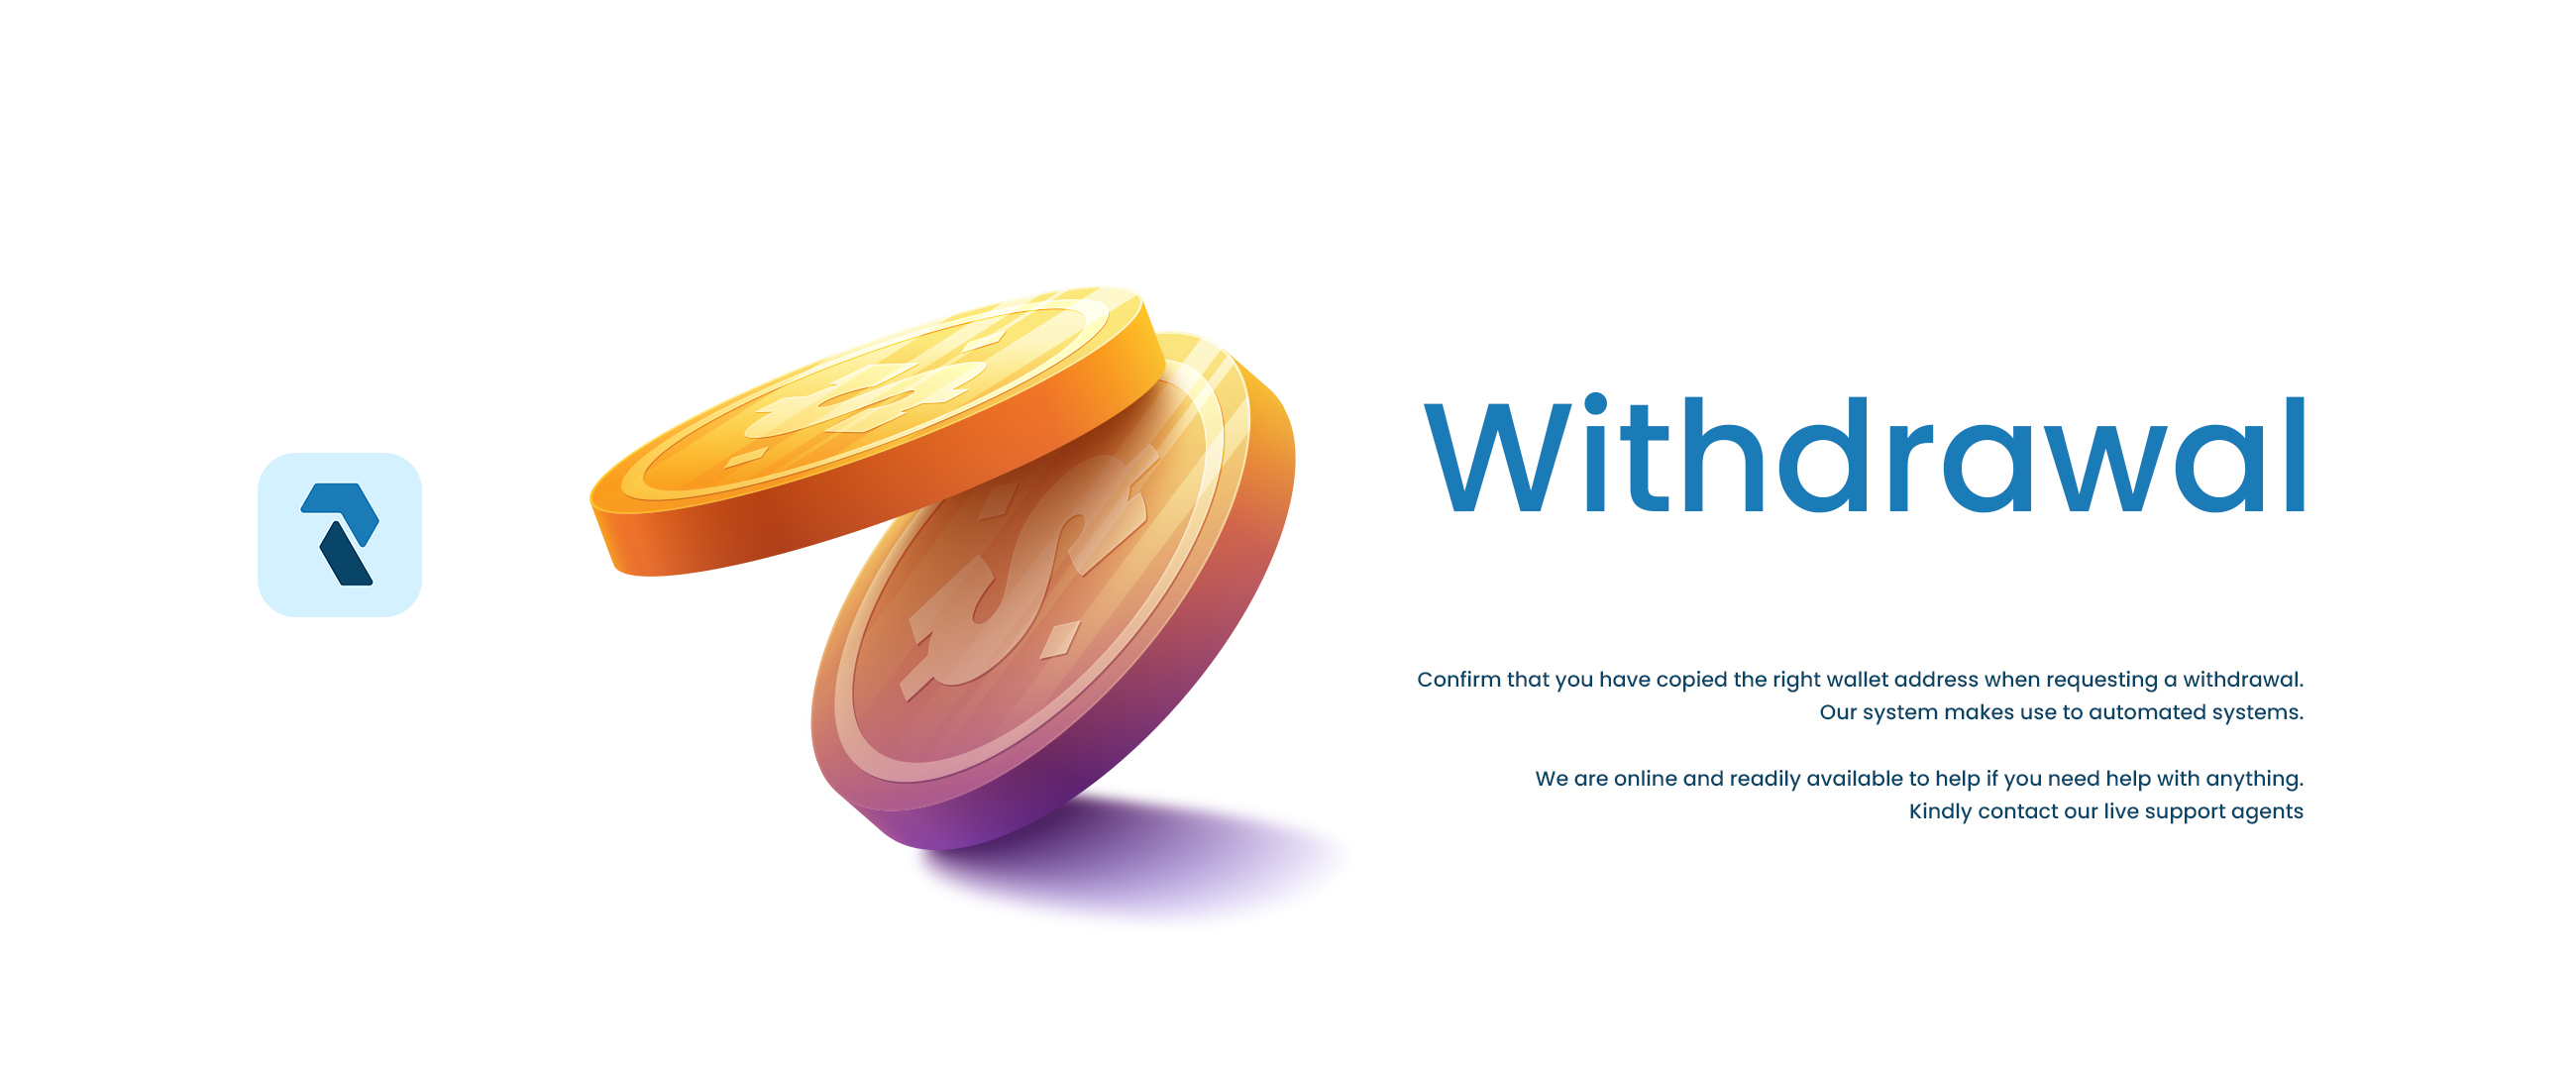 Withdrawal
Confirm that you have copied the right wallet address when requesting a withdrawal.
Our system makes use to automated systems.
We are online and readily available to help if you need help with anything.
Kindly contact our live support agents